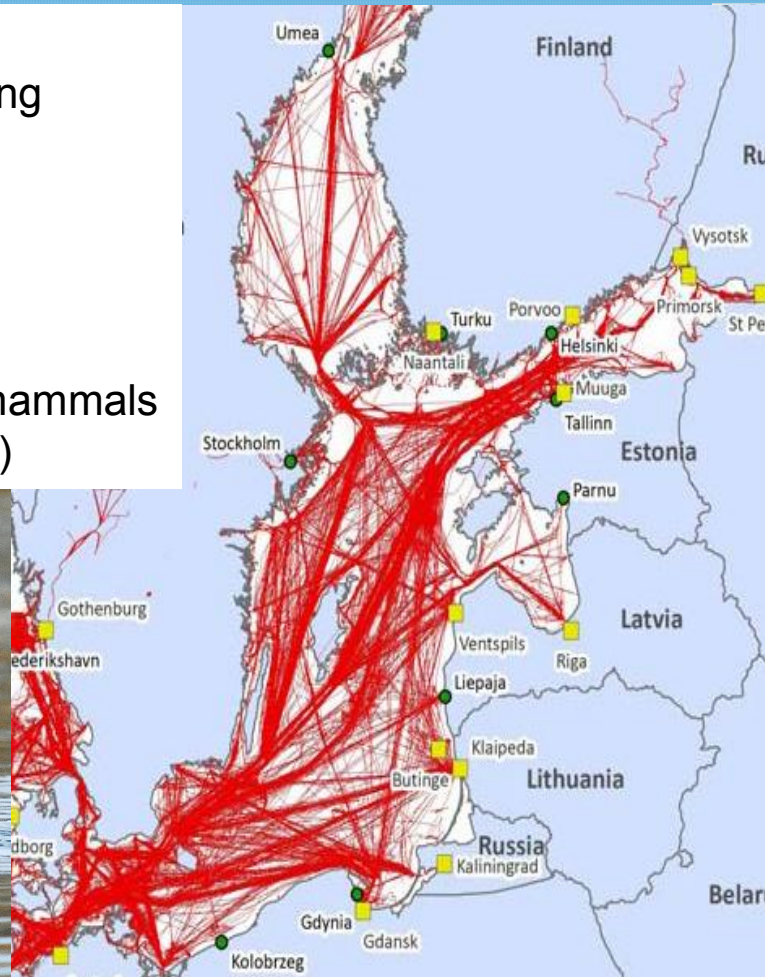 ng
nammals
)
Umea
Finland
Ru
Vysotsk
Primorsk
St Pe
Turku
Naantali
Porvoo
Helsinki
Muuga
Tallinn
Stockholm
Estonia
Parnu
Gothenburg
ederikshavn
Latvia
Ventspils
Riga
Liepaja
Klaipeda
Butinge
Lithuania
dborg
Russia
Kaliningrad
Belar
Gdynia
Gdansk
Kolobrzeg